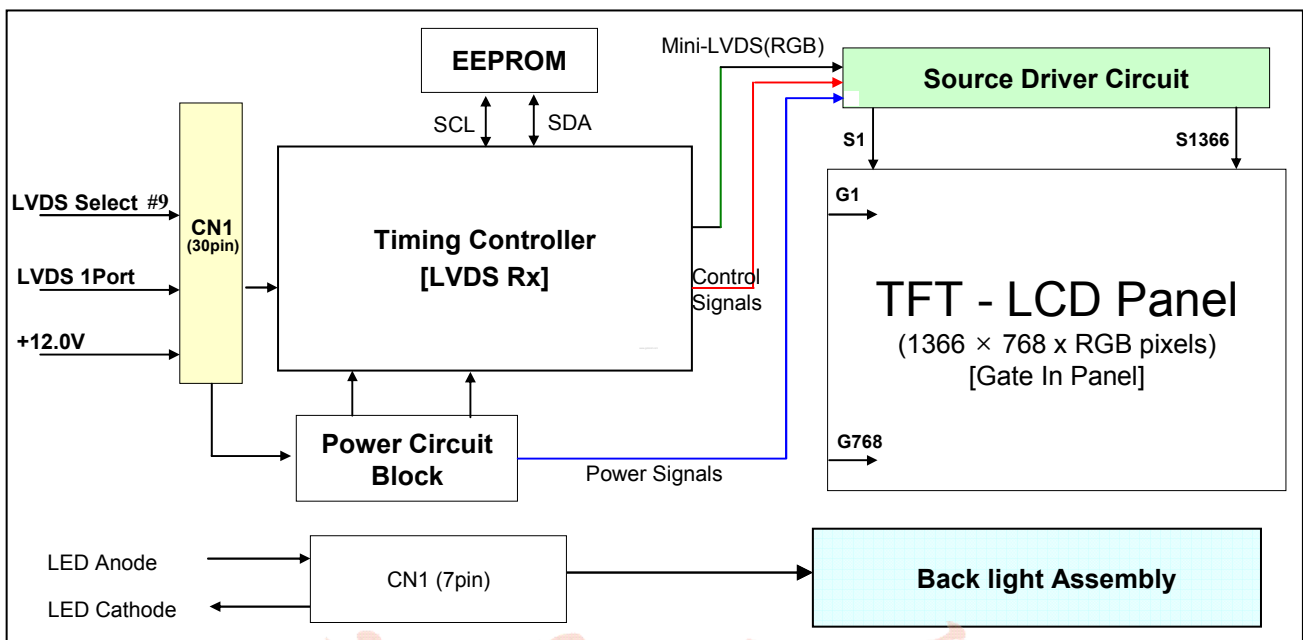 EEPROM
SCL
SDA
Mini-LVDS(RGB)
Source Driver Circuit
S1
S1366
LVDS Select #9
LVDS 1Port
+12.0V
CN1
(30pin)
Timing Controller
[LVDS Rx]
Control
Signals
G1
TFT - LCD Panel
(1366 × 768 x RGB pixels)
[Gate In Panel]
G768
Power Circuit
Block
Power Signals
LED Anode
LED Cathode
CN1 (7pin)
Back light Assembly